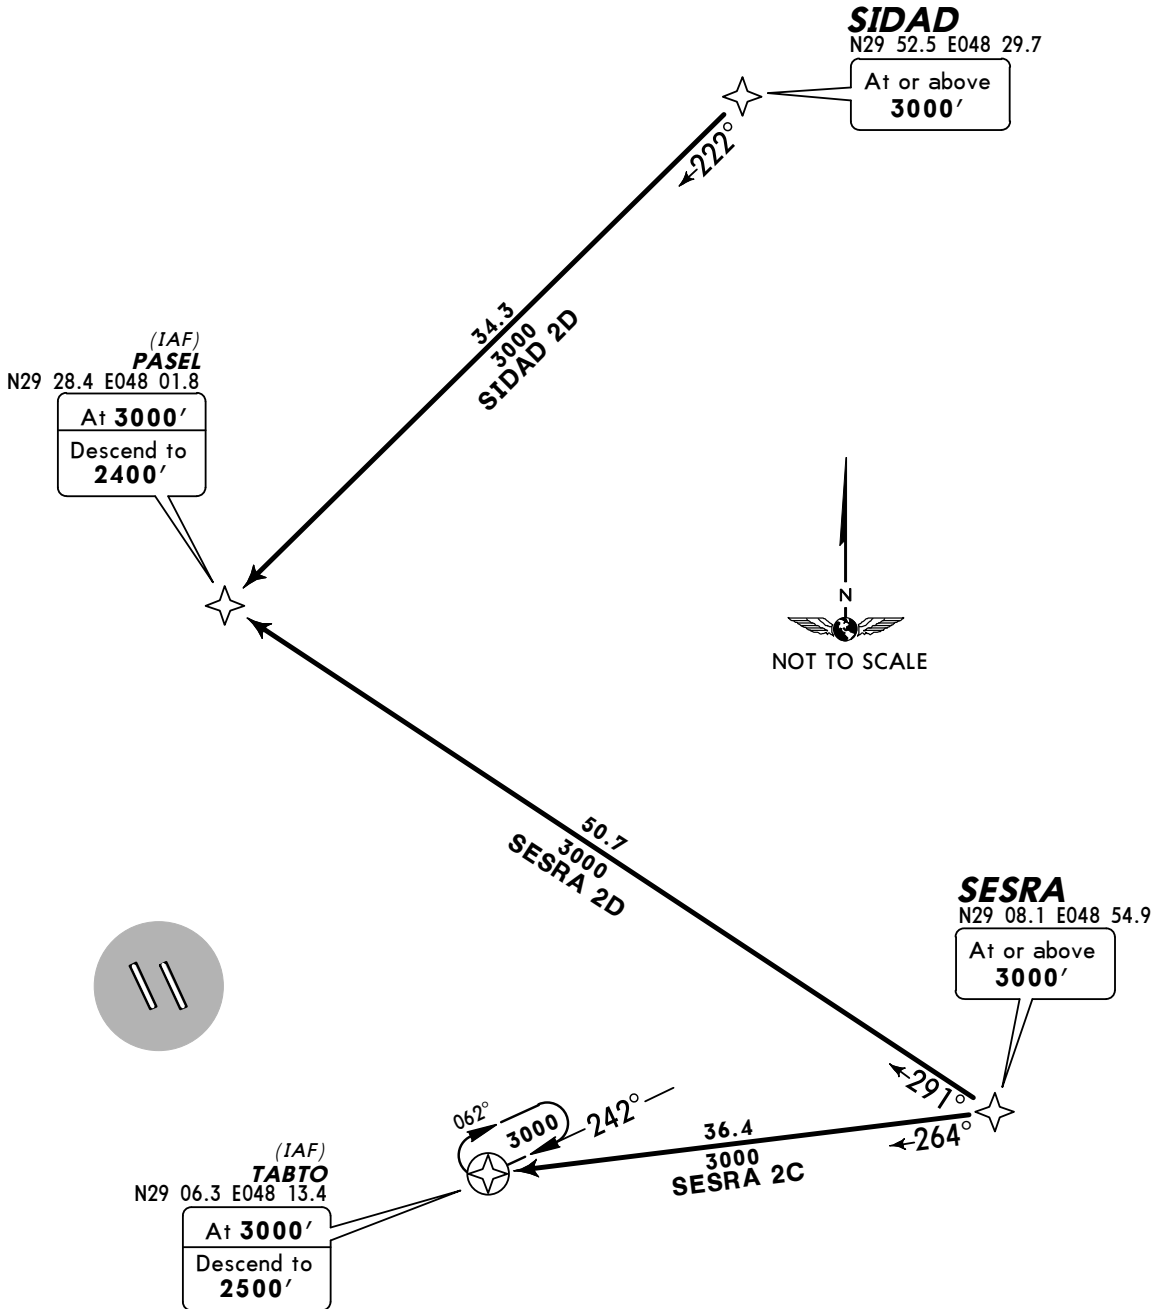 SIDAD
N29 52.5 E048 29.7
At or above
3000'
222°
34.3
3000
SIDAD 2D
(IAF)
PASEL
N29 28.4 E048 01.8
At 3000'
Descend to
2400'
N
NOT TO SCALE
50.7
3000
SESRA 2D
SESRA
N29 08.1 E048 54.9
At or above
3000'
291°
264°
062°
3000
242°
36.4
3000
SESRA 2C
(IAF)
TABTO
N29 06.3 E048 13.4
At 3000'
Descend to
2500'